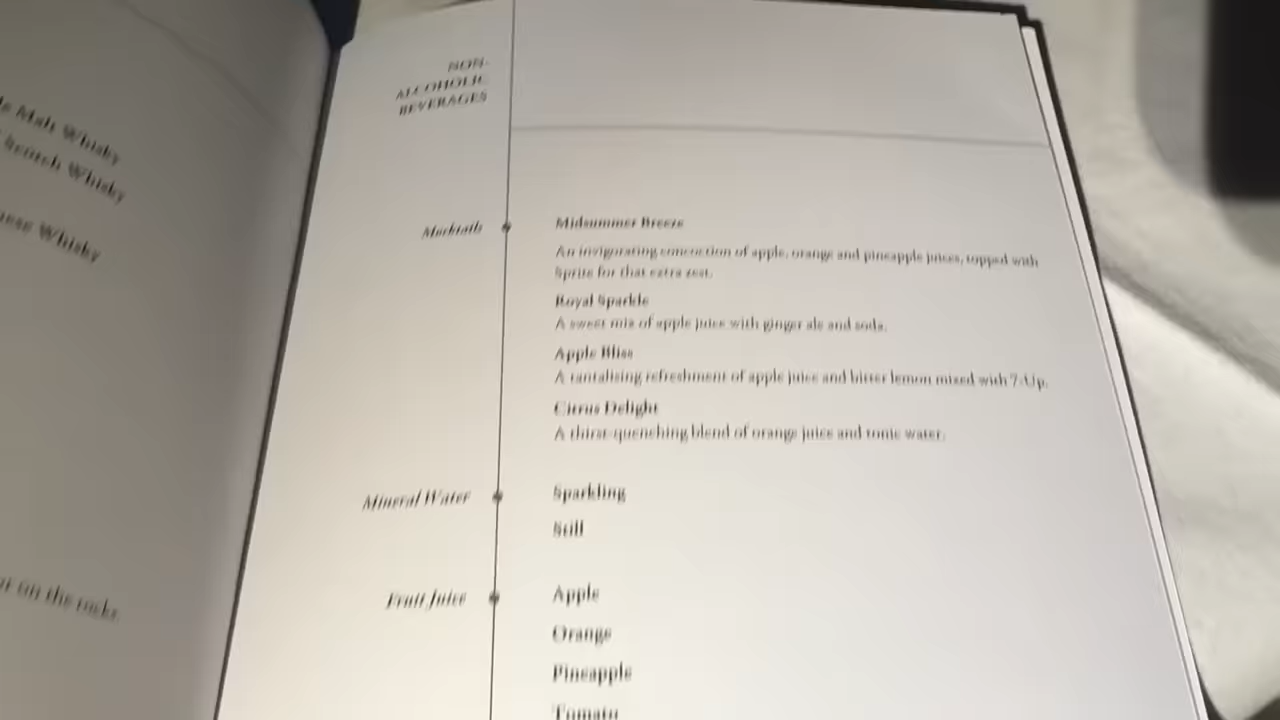 Malt Whisky
Scotch Whisky
Whisky
on the rocks
NON-
ALCOHOLIC
BEVERAGES
Mocktails
Midsummer Breeze
An invigorating concoction of apple, orange and pineapple juices, topped with
Sprite for that extra zest.
Royal Sparkle
A sweet mix of apple juice with ginger ale and soda.
Apple Bliss
A tantalising refreshment of apple juice and bitter lemon mixed with 7-Up.
Citrus Delight
A thirst-quenching blend of orange juice and tonic water.
Mineral Water
Sparkling
Still
Fruit Juice
Apple
Orange
Pineapple
Tomato